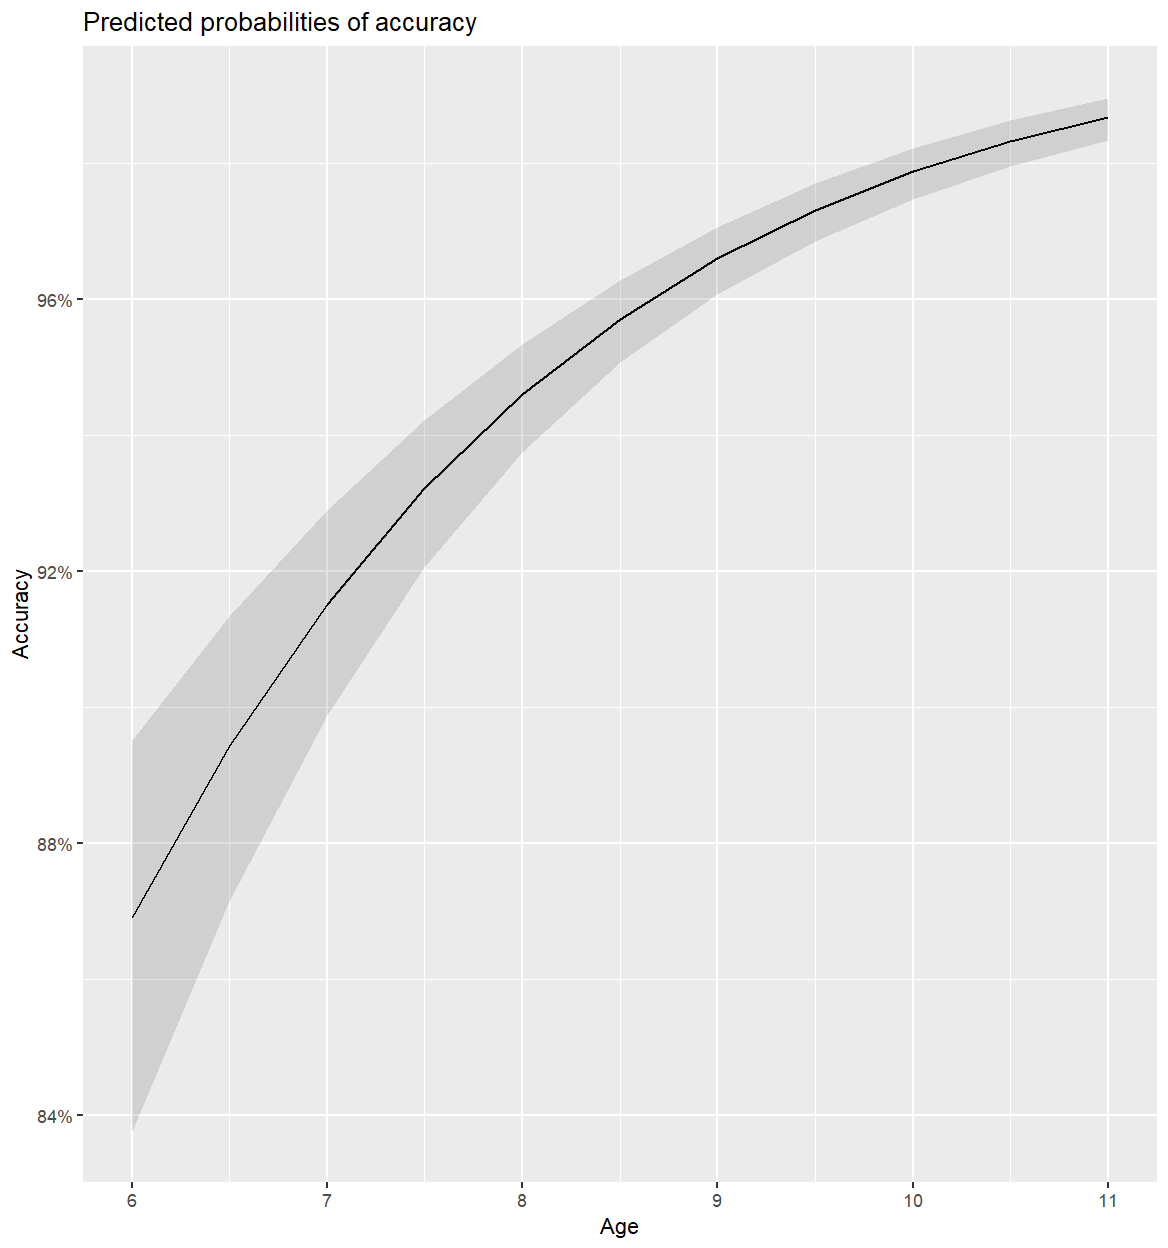 Predicted probabilities of accuracy
Accuracy
96%
92%
88%
84%
6 7 8 9 10 11
Age